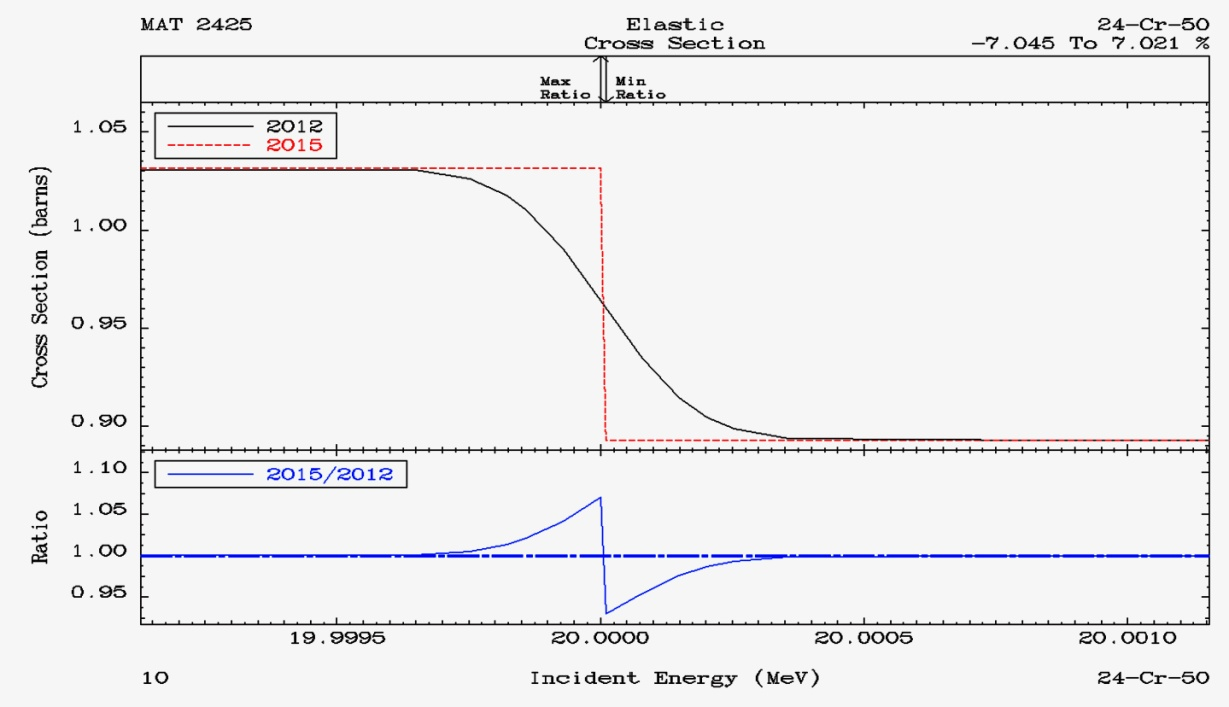 MAT 2425
Elastic
24-Cr-50
Cross Section
-7.045 To 7.021 %
Max
Ratio
Min
Ratio
2012
2015
1.05
1.00
0.95
0.90
Cross Section (barns)
2015/2012
1.10
1.05
1.00
0.95
Ratio
19.9995
20.0000
20.0005
20.0010
10
Incident Energy (MeV)
24-Cr-50